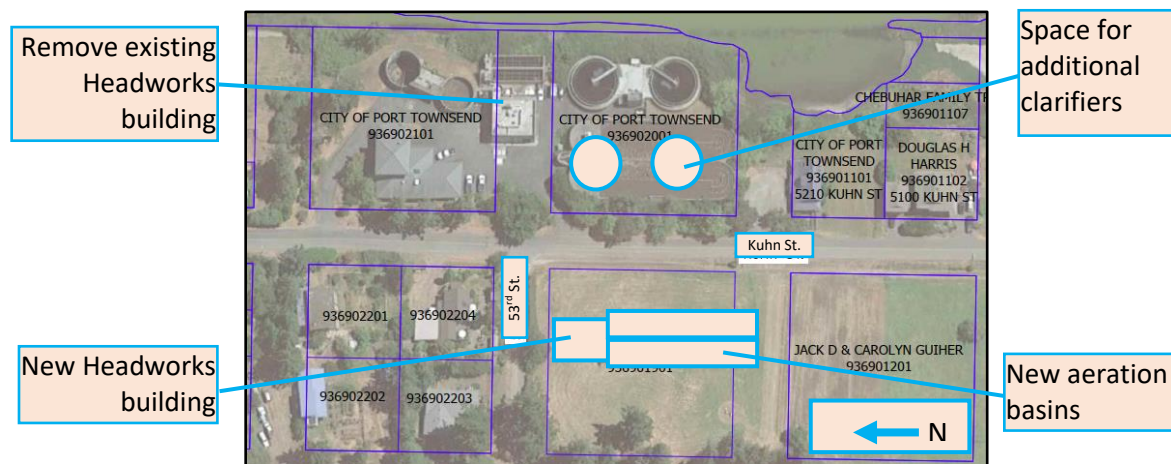 Remove existing
Headworks
building
Space for
additional
clarifiers
CITY OF PORT TOWNSEND
936902101
CITY OF PORT TOWNSEND
936902001
CHEBUHAR FAMILY TR
936901107
CITY OF PORT
TOWNSEND
936901101
5210 KUHN ST
DOUGLAS H
HARRIS
936901102
5100 KUHN ST
Kuhn St.
53rd St.
936902201
936902204
936902202
936902203
JACK D & CAROLYN GUIHER
936901201
New Headworks
building
New aeration
basins
N